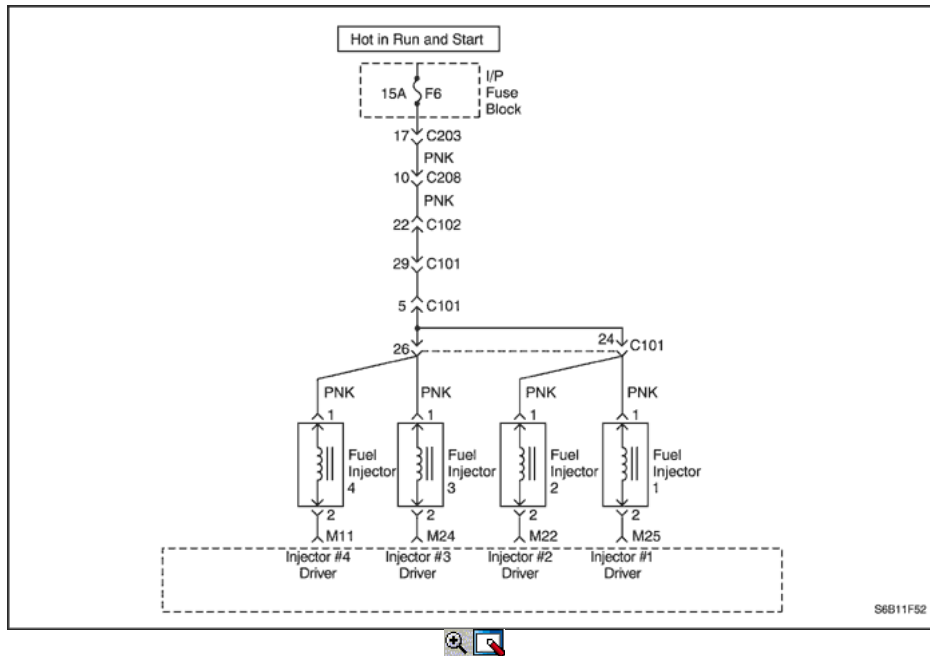 Hot in Run and Start
I/P
Fuse
Block
15A F6
17 C203
PNK
10 C208
PNK
22 C102
29 C101
5 C101
26
24 C101
PNK PNK PNK PNK
1 1 1 1
Fuel
Injector
4
Fuel
Injector
3
Fuel
Injector
2
Fuel
Injector
1
2 2 2 2
M11 M24 M22 M25
Injector #4
Driver
Injector #3
Driver
Injector #2
Driver
Injector #1
Driver
S6B11F52